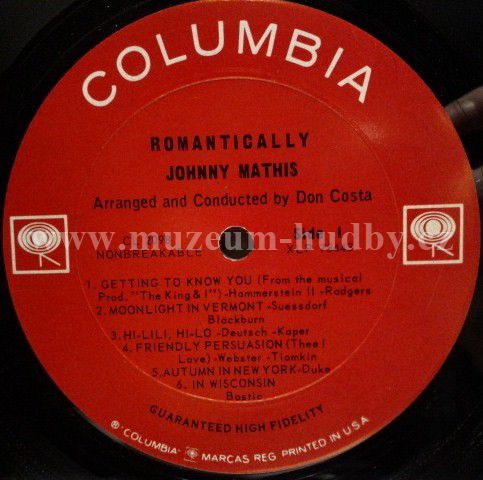 COLUMBIA
ROMANTICALLY
JOHNNY MATHIS
Arranged and Conducted by Don Costa
Side 1
www.muzeum-hudby.cz
NONBREAKABLE
1. GETTING TO KNOW YOU (From the musical
Prod. "The King & I") -Hammerstein II - Rodgers
2. MOONLIGHT IN VERMONT -Suessdorf
Blackburn
3. HI-LILI, HI-LO -Deutsch -Kaper
4. FRIENDLY PERSUASION (Thee I
Love) -Webster -Tiomkin
5. AUTUMN IN NEW YORK -Duke
6. IN WISCONSIN
Bostic
GUARANTEED HIGH FIDELITY
® "COLUMBIA" MARCAS REG. PRINTED IN U.S.A.